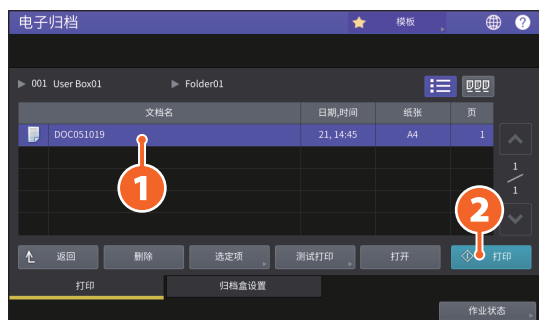 电子归档 模板 ?
001 User Box01 Folder01
文档名 日期,时间 纸张 页
DOC051019 21, 14:45 A4 1
1
1
1
2
返回 删除 选定项 测试打印 打开 打印
打印 归档盒设置
作业状态